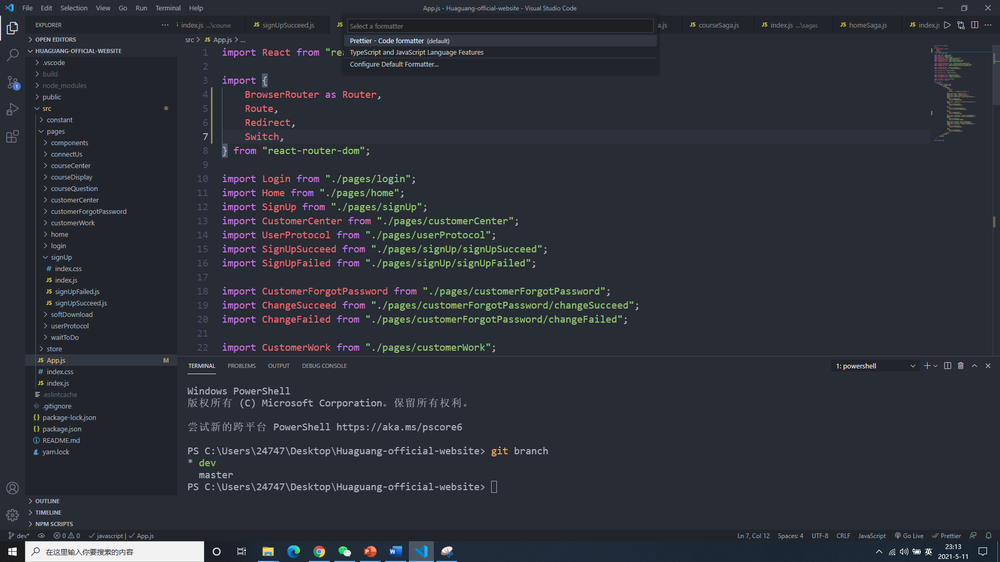 File Edit Selection View Go Run Terminal Help
App.js - Huaguang-official-website - Visual Studio Code
EXPLORER
index.js ...\course
signUpSucceed.js
courseSaga.js
index.js ...\sagas
homeSaga.js
Select a formatter
Prettier - Code formatter (default)
TypeScript and JavaScript Language Features
Configure Default Formatter...
OPEN EDITORS
HUAGUANG-OFFICIAL-WEBSITE
.vscode
build
node_modules
public
src
constant
pages
components
connectUs
courseCenter
courseDisplay
courseQuestion
customerCenter
customerForgotPassword
customerWork
home
login
signUp
index.css
index.js
signUpFailed.js
signUpSucceed.js
softDownload
userProtocol
waitToDo
store
App.js M
index.css
index.js
.eslintcache
.gitignore
package-lock.json
package.json
README.md
yarn.lock
OUTLINE
TIMELINE
NPM SCRIPTS
src > JS App.js > ...
1 import React from "rea
2
3 import {
4 BrowserRouter as Router,
5 Route,
6 Redirect,
7 Switch,
8 } from "react-router-dom";
9
10 import Login from "./pages/login";
11 import Home from "./pages/home";
12 import SignUp from "./pages/signUp";
13 import CustomerCenter from "./pages/customerCenter";
14 import UserProtocol from "./pages/userProtocol";
15 import SignUpSucceed from "./pages/signUp/signUpSucceed";
16 import SignUpFailed from "./pages/signUp/signUpFailed";
17
18 import CustomerForgotPassword from "./pages/customerForgotPassword";
19 import ChangeSucceed from "./pages/customerForgotPassword/changeSucceed";
20 import ChangeFailed from "./pages/customerForgotPassword/changeFailed";
21
22 import CustomerWork from "./pages/customerWork";
TERMINAL PROBLEMS OUTPUT DEBUG CONSOLE
1: powershell
Windows PowerShell
版权所有 (C) Microsoft Corporation。保留所有权利。
尝试新的跨平台 PowerShell https://aka.ms/pscore6
PS C:\Users\24747\Desktop\Huaguang-official-website> git branch
* dev
master
PS C:\Users\24747\Desktop\Huaguang-official-website>
dev* 0 0 javascript | App.js
Ln 7, Col 12 Spaces: 4 UTF-8 CRLF JavaScript Go Live Prettier
在这里输入你要搜索的内容
英
23:13
2021-5-11